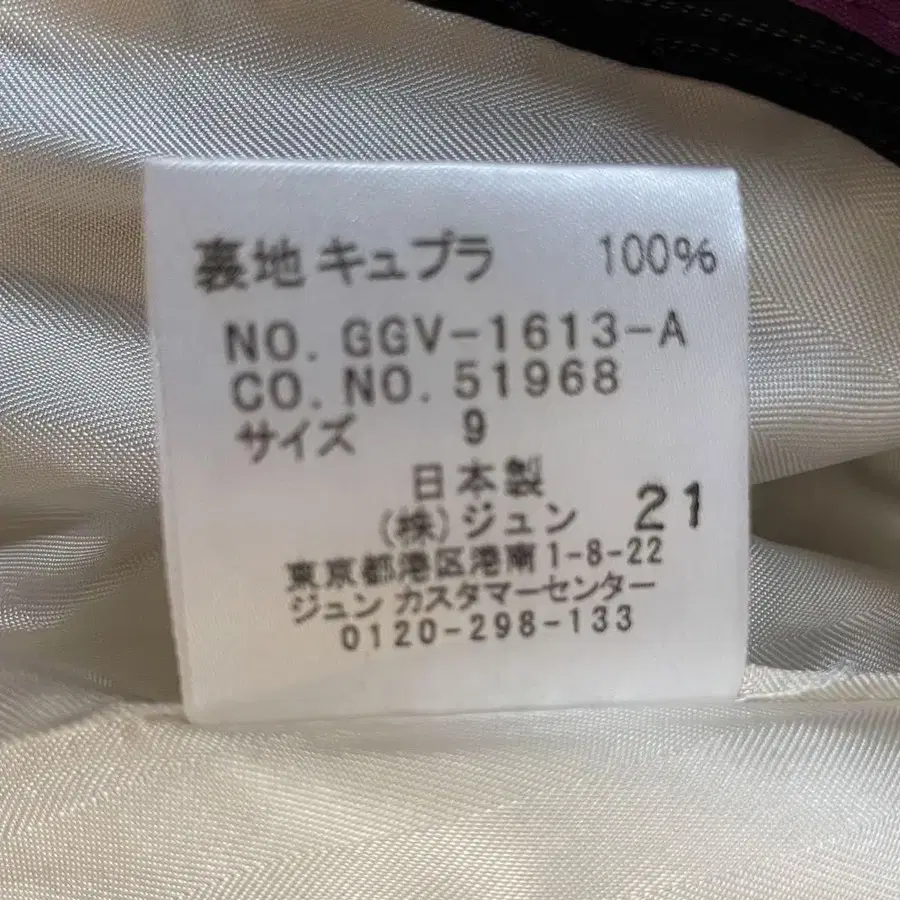 裏地 キュプラ 100%
NO. GGV-1613-A
CO. NO. 51968
サイズ 9
日本製
(株)ジュン 21
東京都港区港南1-8-22
ジュン カスタマーセンター
0120-298-133